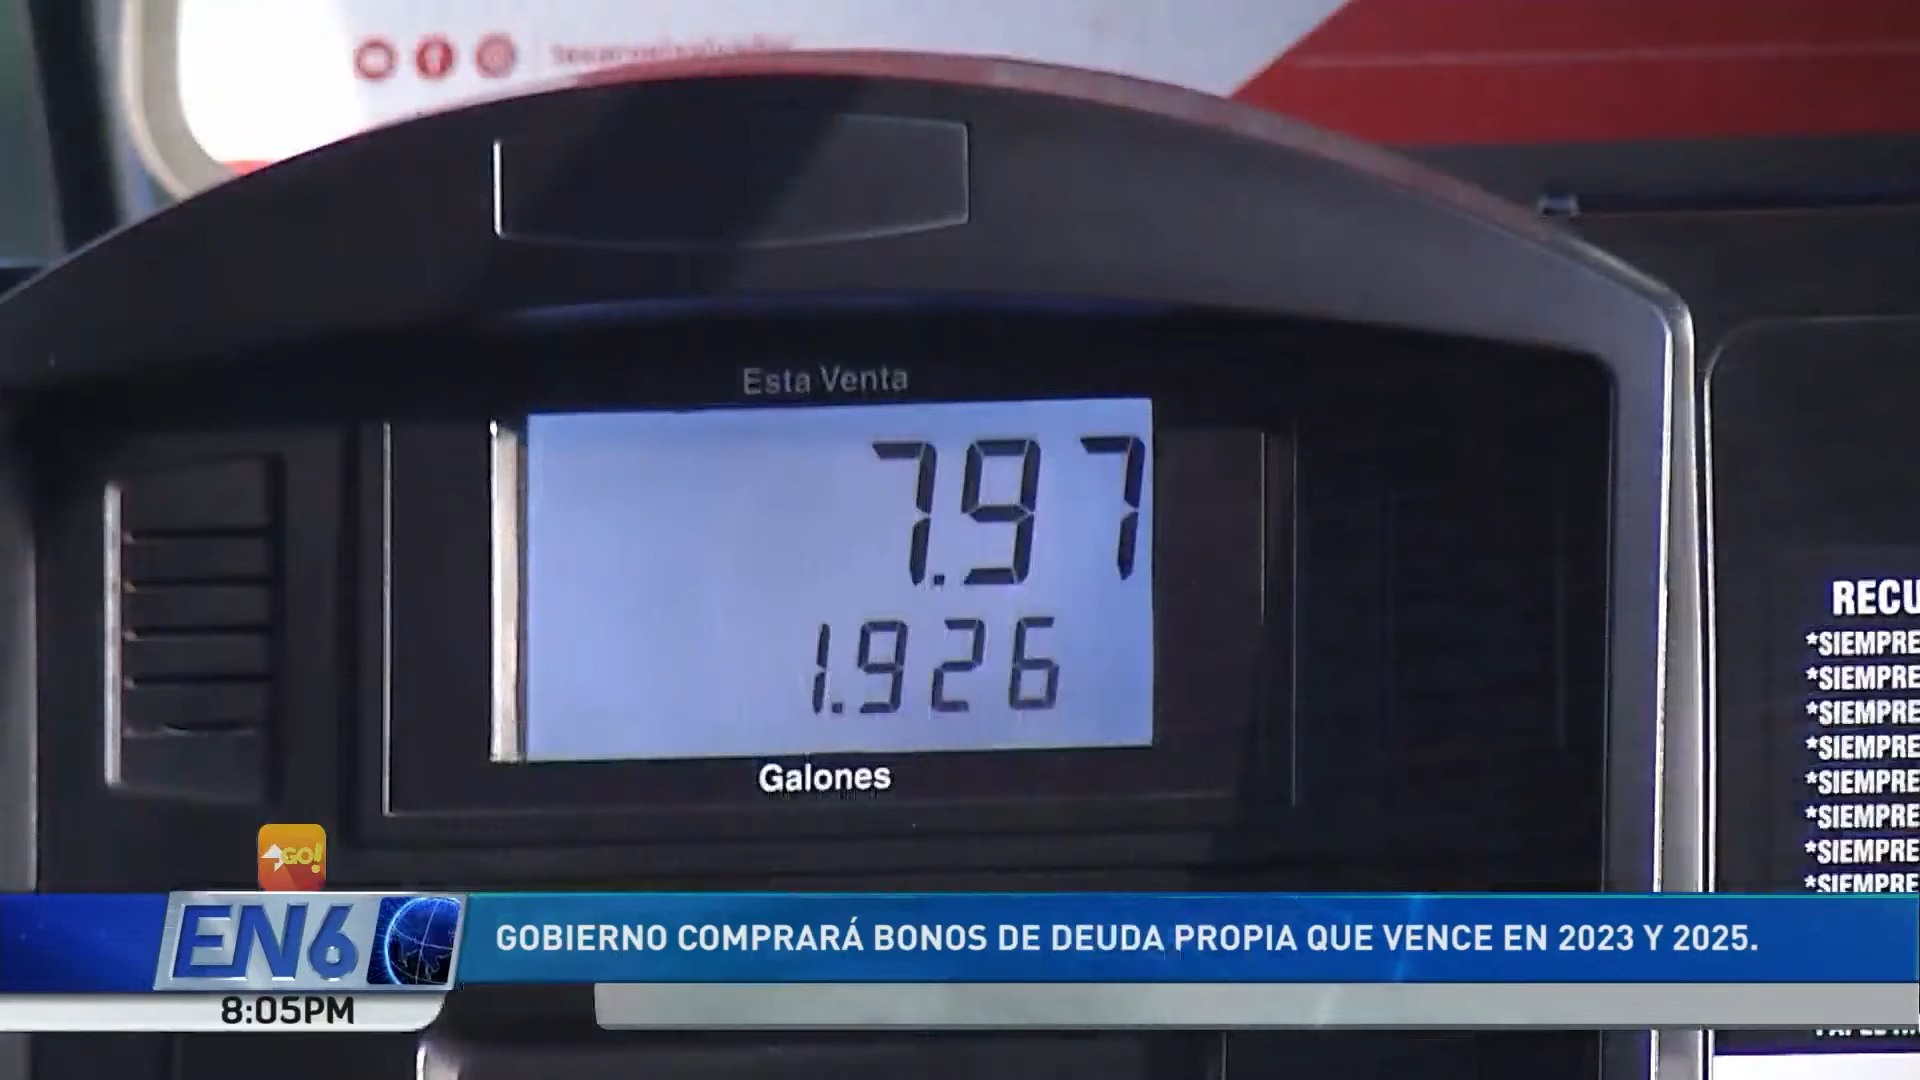 Esta Venta
7.97
1.926
Galones
RECU
*SIEMPRE
*SIEMPRE
*SIEMPRE
*SIEMPRE
*SIEMPRE
*SIEMPRE
*SIEMPRE
*SIEMPRE
GO!
EN6
GOBIERNO COMPRARÁ BONOS DE DEUDA PROPIA QUE VENCE EN 2023 Y 2025.
8:05PM